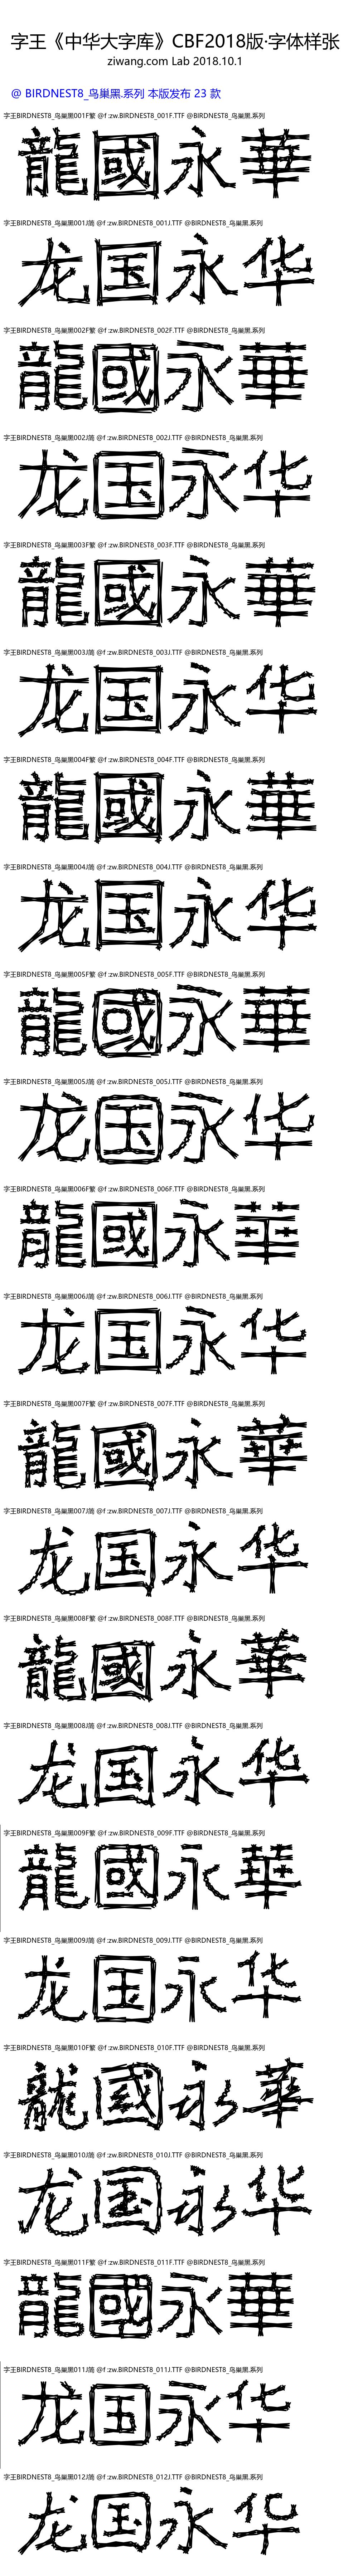 字王《中华大字库》CBF2018版·字体样张
ziwang.com Lab 2018.10.1
@ BIRDNEST8_鸟巢黑.系列 本版发布 23 款
字王BIRDNEST8_鸟巢黑001F繁 @f :zw.BIRDNEST8_001F.TTF @BIRDNEST8_鸟巢黑.系列
龍國永華
字王BIRDNEST8_鸟巢黑001J简 @f :zw.BIRDNEST8_001J.TTF @BIRDNEST8_鸟巢黑.系列
龙国永华
字王BIRDNEST8_鸟巢黑002F繁 @f :zw.BIRDNEST8_002F.TTF @BIRDNEST8_鸟巢黑.系列
龍國永華
字王BIRDNEST8_鸟巢黑002J简 @f :zw.BIRDNEST8_002J.TTF @BIRDNEST8_鸟巢黑.系列
龙国永华
字王BIRDNEST8_鸟巢黑003F繁 @f :zw.BIRDNEST8_003F.TTF @BIRDNEST8_鸟巢黑.系列
龍國永華
字王BIRDNEST8_鸟巢黑003J简 @f :zw.BIRDNEST8_003J.TTF @BIRDNEST8_鸟巢黑.系列
龙国永华
字王BIRDNEST8_鸟巢黑004F繁 @f :zw.BIRDNEST8_004F.TTF @BIRDNEST8_鸟巢黑.系列
龍國永華
字王BIRDNEST8_鸟巢黑004J简 @f :zw.BIRDNEST8_004J.TTF @BIRDNEST8_鸟巢黑.系列
龙国永华
字王BIRDNEST8_鸟巢黑005F繁 @f :zw.BIRDNEST8_005F.TTF @BIRDNEST8_鸟巢黑.系列
龍國永華
字王BIRDNEST8_鸟巢黑005J简 @f :zw.BIRDNEST8_005J.TTF @BIRDNEST8_鸟巢黑.系列
龙国永华
字王BIRDNEST8_鸟巢黑006F繁 @f :zw.BIRDNEST8_006F.TTF @BIRDNEST8_鸟巢黑.系列
龍國永華
字王BIRDNEST8_鸟巢黑006J简 @f :zw.BIRDNEST8_006J.TTF @BIRDNEST8_鸟巢黑.系列
龙国永华
字王BIRDNEST8_鸟巢黑007F繁 @f :zw.BIRDNEST8_007F.TTF @BIRDNEST8_鸟巢黑.系列
龍國永華
字王BIRDNEST8_鸟巢黑007J简 @f :zw.BIRDNEST8_007J.TTF @BIRDNEST8_鸟巢黑.系列
龙国永华
字王BIRDNEST8_鸟巢黑008F繁 @f :zw.BIRDNEST8_008F.TTF @BIRDNEST8_鸟巢黑.系列
龍國永華
字王BIRDNEST8_鸟巢黑008J简 @f :zw.BIRDNEST8_008J.TTF @BIRDNEST8_鸟巢黑.系列
龙国永华
字王BIRDNEST8_鸟巢黑009F繁 @f :zw.BIRDNEST8_009F.TTF @BIRDNEST8_鸟巢黑.系列
龍國永華
字王BIRDNEST8_鸟巢黑009J简 @f :zw.BIRDNEST8_009J.TTF @BIRDNEST8_鸟巢黑.系列
龙国永华
字王BIRDNEST8_鸟巢黑010F繁 @f :zw.BIRDNEST8_010F.TTF @BIRDNEST8_鸟巢黑.系列
龍國永華
字王BIRDNEST8_鸟巢黑010J简 @f :zw.BIRDNEST8_010J.TTF @BIRDNEST8_鸟巢黑.系列
龙国永华
字王BIRDNEST8_鸟巢黑011F繁 @f :zw.BIRDNEST8_011F.TTF @BIRDNEST8_鸟巢黑.系列
龍國永華
字王BIRDNEST8_鸟巢黑011J简 @f :zw.BIRDNEST8_011J.TTF @BIRDNEST8_鸟巢黑.系列
龙国永华
字王BIRDNEST8_鸟巢黑012J简 @f :zw.BIRDNEST8_012J.TTF @BIRDNEST8_鸟巢黑.系列
龙国永华